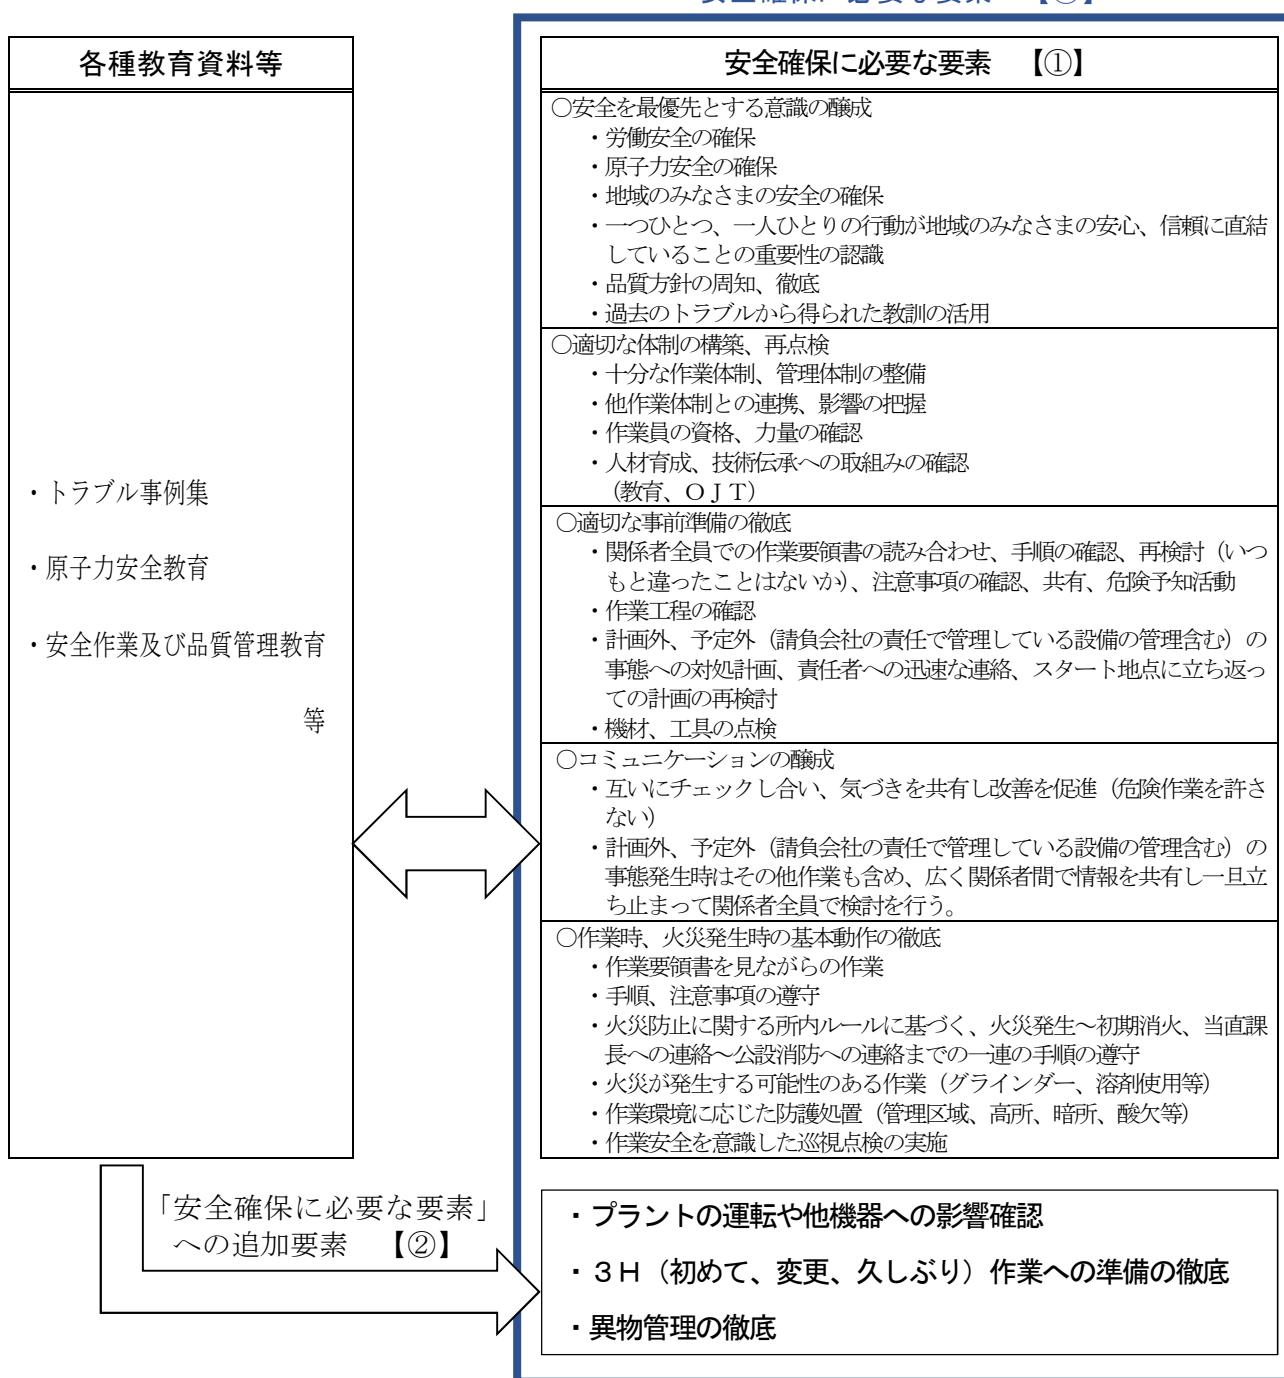 各種教育資料等
・トラブル事例集
・原子力安全教育
・安全作業及び品質管理教育
等
安全確保に必要な要素　【①】
○安全を最優先とする意識の醸成
・労働安全の確保
・原子力安全の確保
・地域のみなさまの安全の確保
・一つひとつ、一人ひとりの行動が地域のみなさまの安心、信頼に直結
していることの重要性の認識
・品質方針の周知、徹底
・過去のトラブルから得られた教訓の活用
○適切な体制の構築、再点検
・十分な作業体制、管理体制の整備
・他作業体制との連携、影響の把握
・作業員の資格、力量の確認
・人材育成、技術伝承への取組みの確認
（教育、ＯＪＴ）
○適切な事前準備の徹底
・関係者全員での作業要領書の読み合わせ、手順の確認、再検討（いつ
もと違ったことはないか）、注意事項の確認、共有、危険予知活動
・作業工程の確認
・計画外、予定外（請負会社の責任で管理している設備の管理含む）の
事態への対処計画、責任者への迅速な連絡、スタート地点に立ち返っ
ての計画の再検討
・機材、工具の点検
○コミュニケーションの醸成
・互いにチェックし合い、気づきを共有し改善を促進（危険作業を許さ
ない）
・計画外、予定外（請負会社の責任で管理している設備の管理含む）の
事態発生時はその他作業も含め、広く関係者間で情報を共有し一旦立
ち止まって関係者全員で検討を行う。
○作業時、火災発生時の基本動作の徹底
・作業要領書を見ながらの作業
・手順、注意事項の遵守
・火災防止に関する所内ルールに基づく、火災発生～初期消火、当直課
長への連絡～公設消防への連絡までの一連の手順の遵守
・火災が発生する可能性のある作業（グラインダー、溶剤使用等）
・作業環境に応じた防護処置（管理区域、高所、暗所、酸欠等）
・作業安全を意識した巡視点検の実施
「安全確保に必要な要素」
への追加要素　【②】
・プラントの運転や他機器への影響確認
・３Ｈ（初めて、変更、久しぶり）作業への準備の徹底
・異物管理の徹底